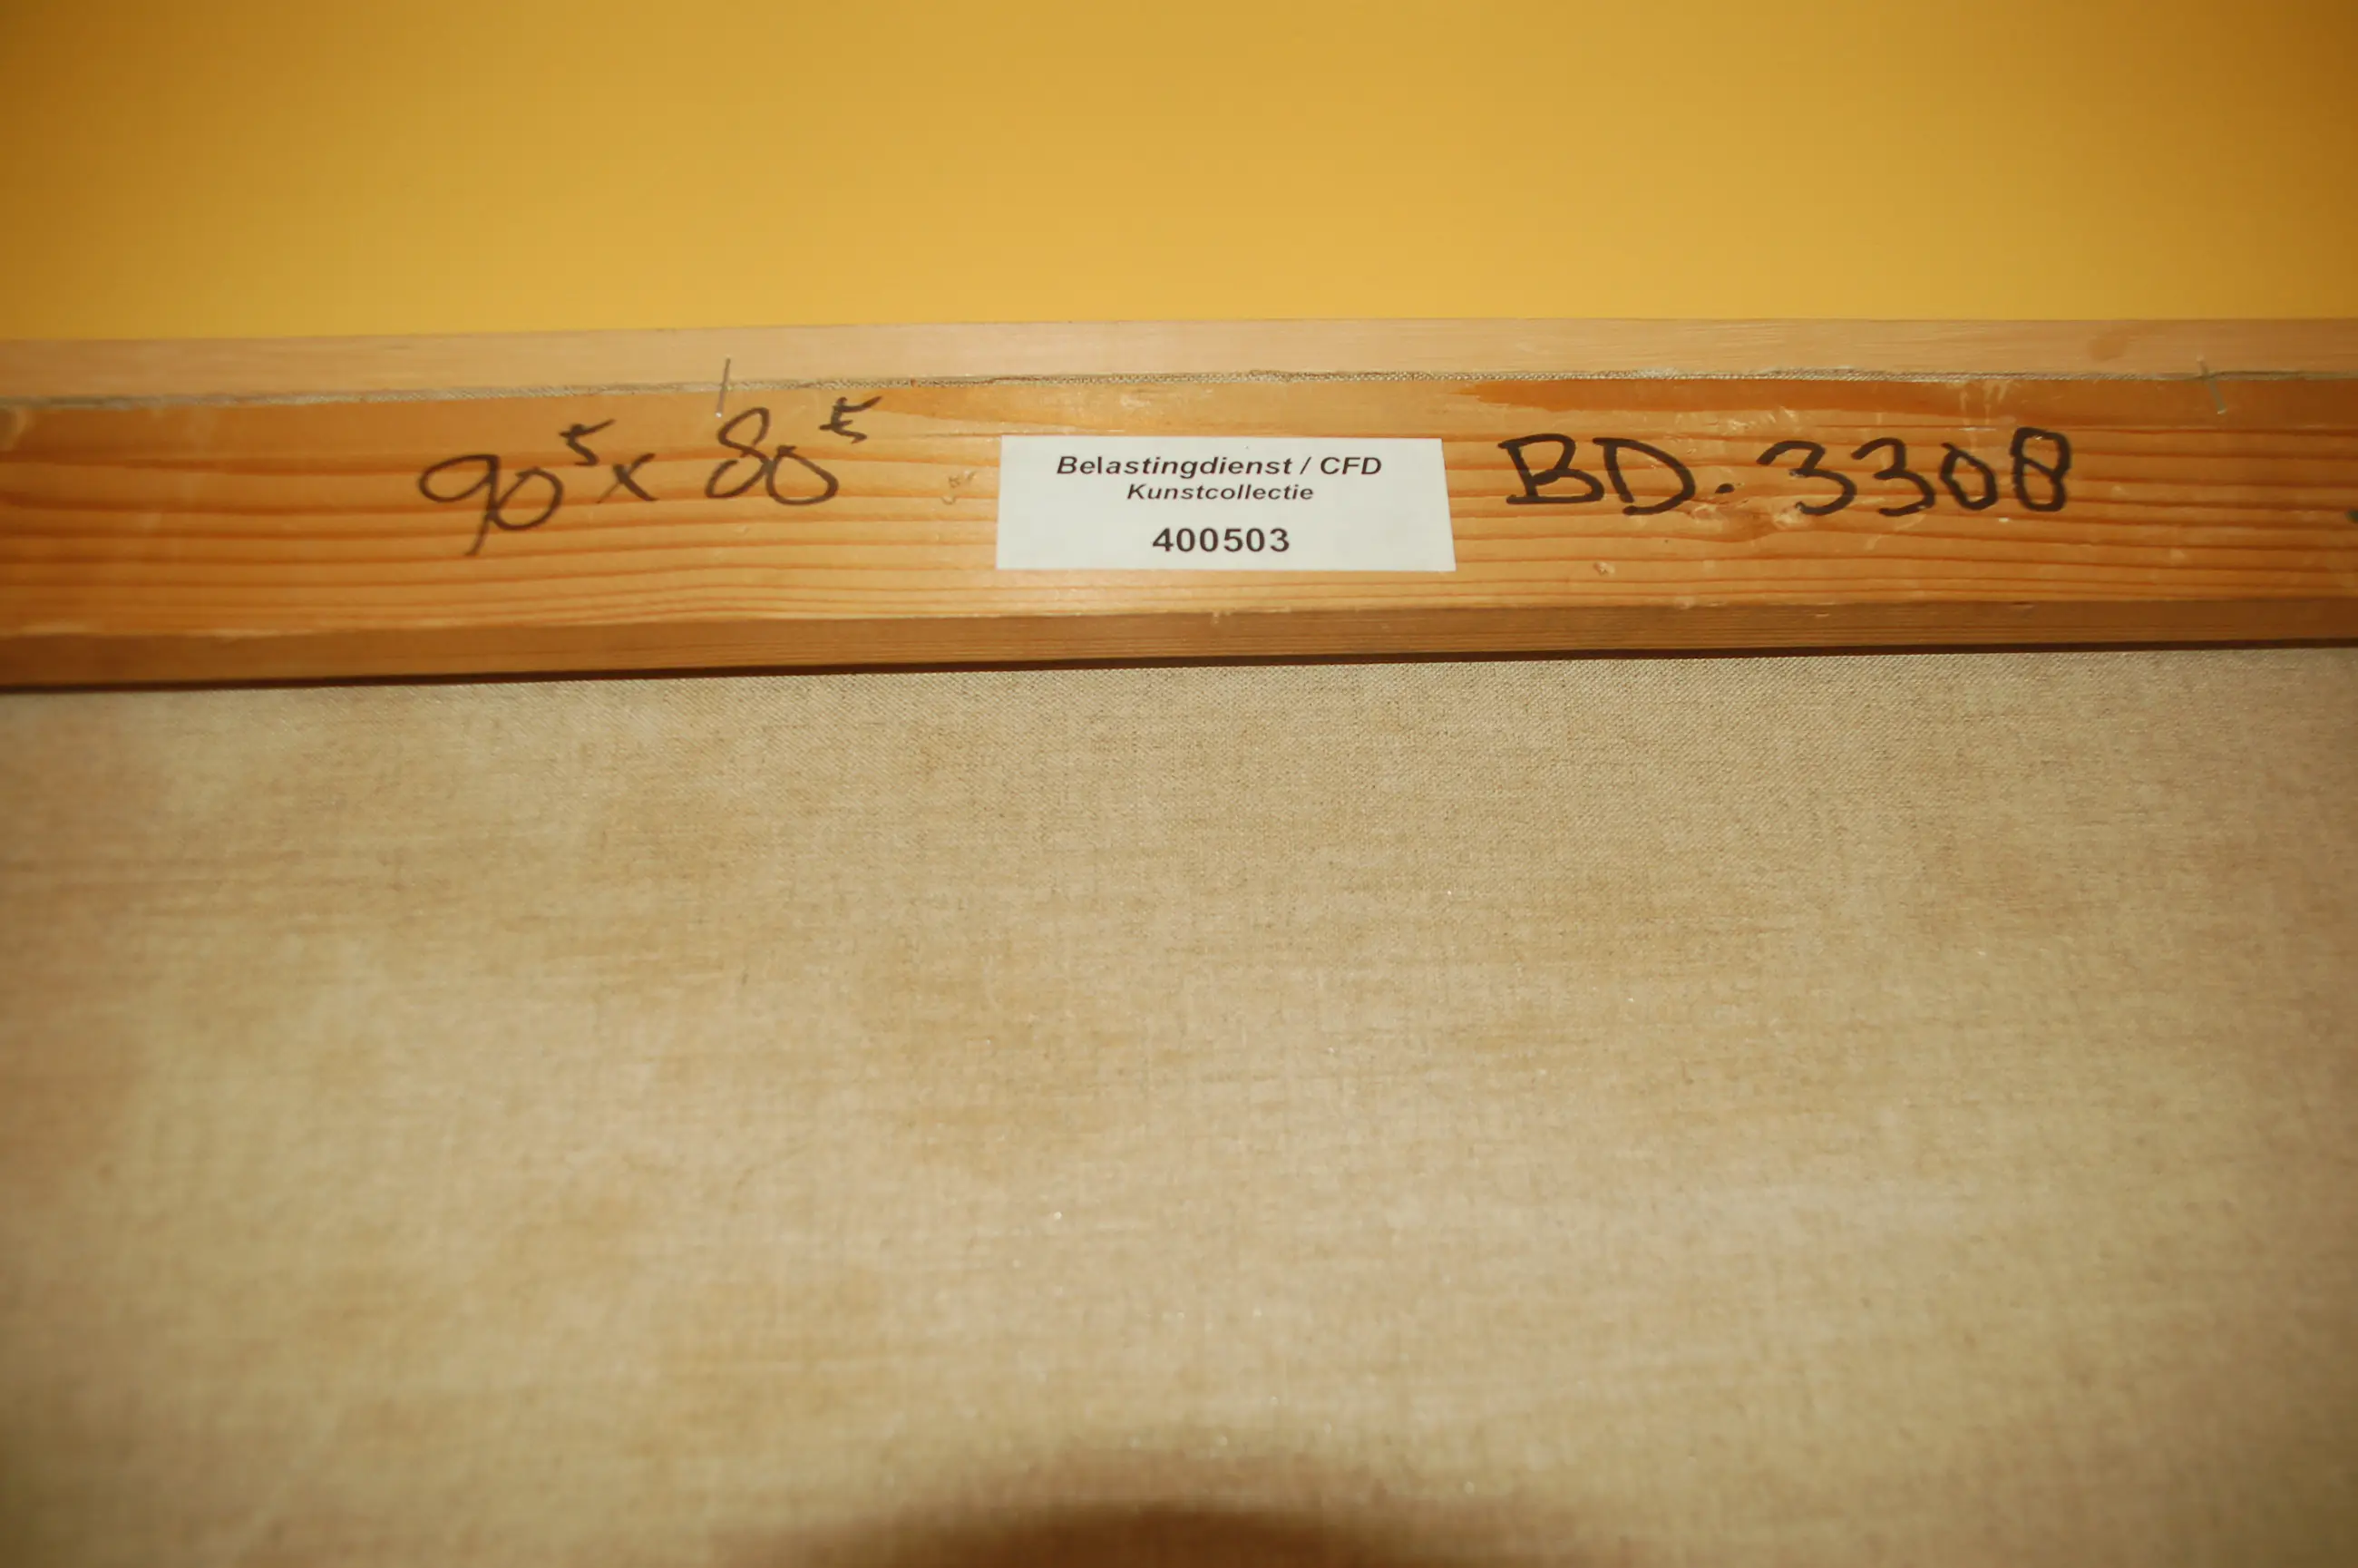 90⁵ x 80⁵
Belastingdienst / CFD
Kunstcollectie
400503
BD. 3308